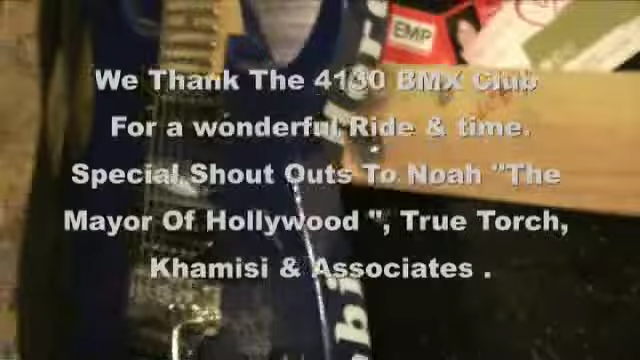 EMP
We Thank The 4130 BMX Club
For a wonderful Ride & time.
Special Shout Outs To Noah "The
Mayor Of Hollywood ", True Torch,
Khamisi & Associates .